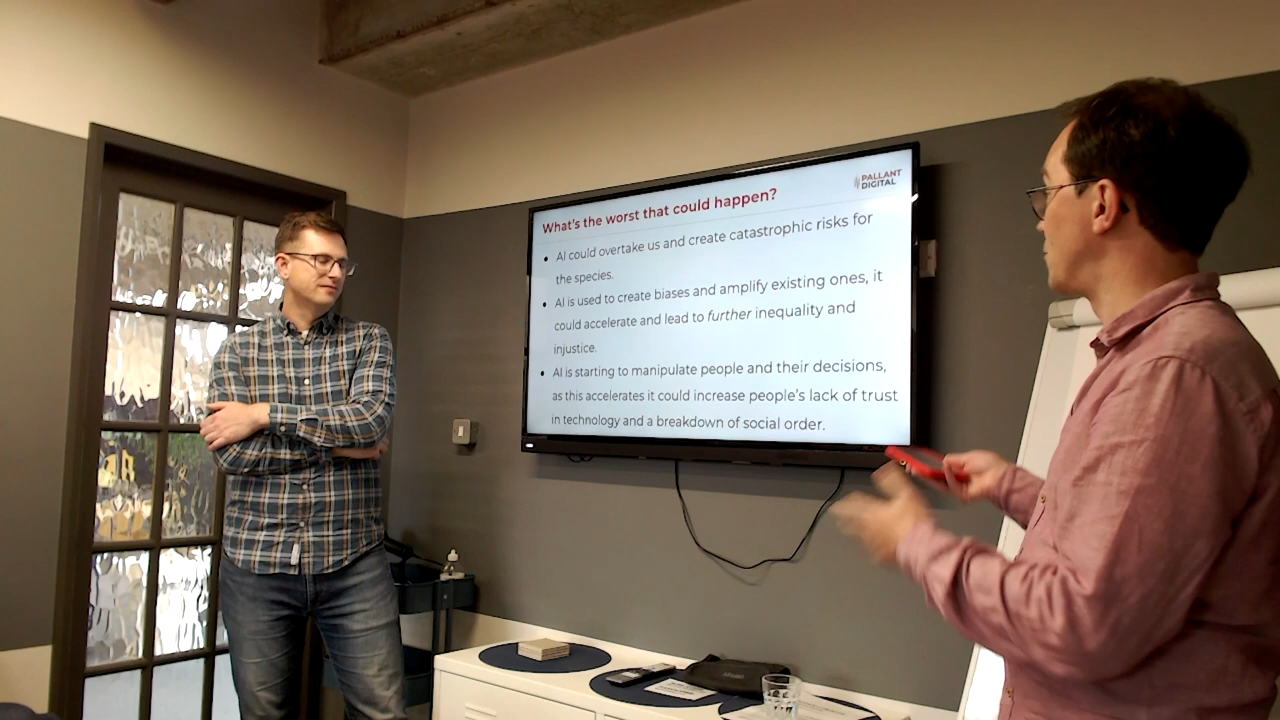 PALLANT
DIGITAL
What's the worst that could happen?
• AI could overtake us and create catastrophic risks for
the species.
• AI is used to create biases and amplify existing ones, it
could accelerate and lead to further inequality and
injustice.
• AI is starting to manipulate people and their decisions,
as this accelerates it could increase people's lack of trust
in technology and a breakdown of social order.